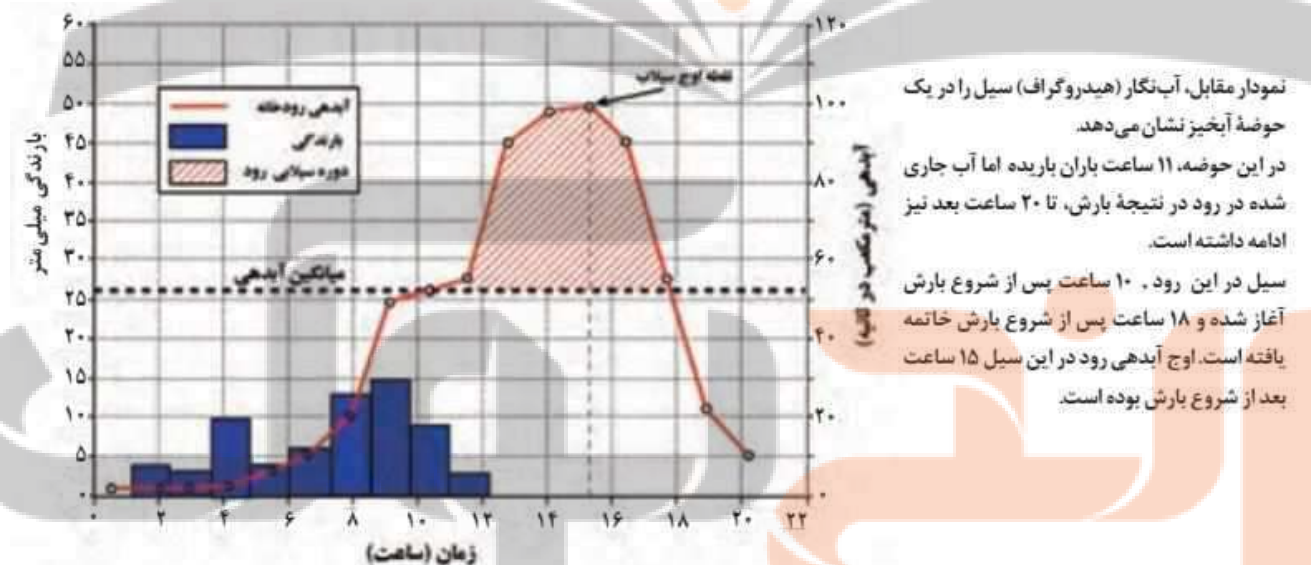 نمودار مقابل، آب‌نگار (هیدروگراف) سیل را در یک
حوضهٔ آبخیز نشان می‌دهد.
در این حوضه، ۱۱ ساعت باران باریده اما آب جاری
شده در رود در نتیجهٔ بارش، تا ۲۰ ساعت بعد نیز
ادامه داشته است.
سیل در این رود ، ۱۰ ساعت پس از شروع بارش
آغاز شده و ۱۸ ساعت پس از شروع بارش خاتمه
یافته است. اوج آبدهی رود در این سیل ۱۵ ساعت
بعد از شروع بارش بوده است.
نقطه اوج سیلاب
آبدهی رودخانه
بارندگی
دوره سیلابی رود
میانگین آبدهی
بارندگی میلی متر
۶۰
۵۵
۵۰
۴۵
۴۰
۳۵
۳۰
۲۵
۲۰
۱۵
۱۰
۵
۰
آبدهی (مترمکعب در ثانیه)
۱۲۰
۱۰۰
۸۰
۶۰
۴۰
۲۰
۰
۰ ۲ ۴ ۶ ۸ ۱۰ ۱۲ ۱۴ ۱۶ ۱۸ ۲۰ ۲۲
زمان (ساعت)